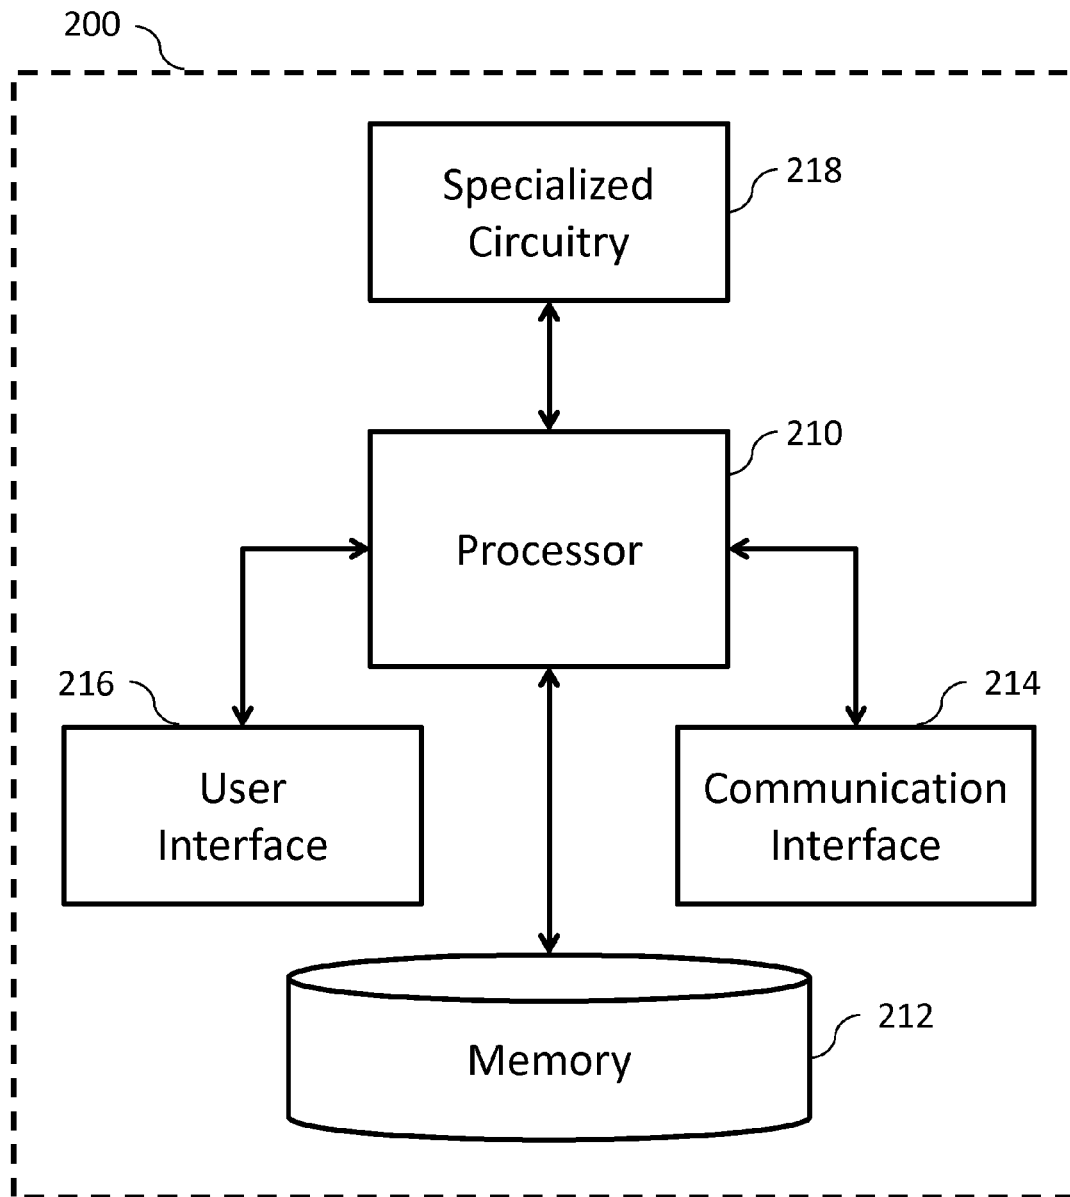 200
Specialized
Circuitry
218
210
Processor
216
214
User
Interface
Communication
Interface
212
Memory